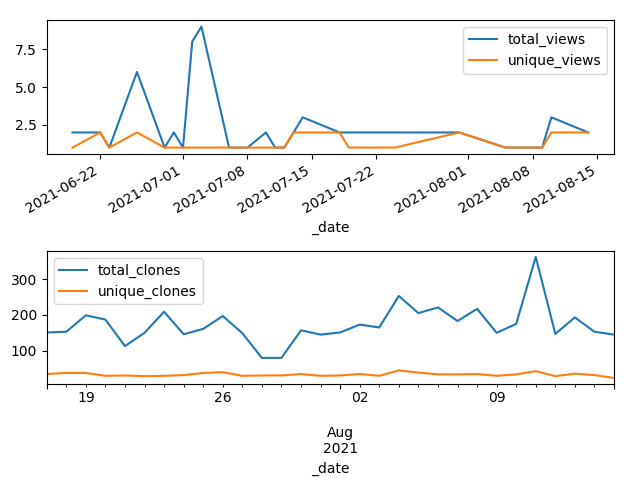 7.5
5.0
2.5
total_views
unique_views
2021-06-22
2021-07-01
2021-07-08
2021-07-15
2021-07-22
2021-08-01
2021-08-08
2021-08-15
_date
300
200
100
total_clones
unique_clones
19
26
02
09
Aug
2021
_date